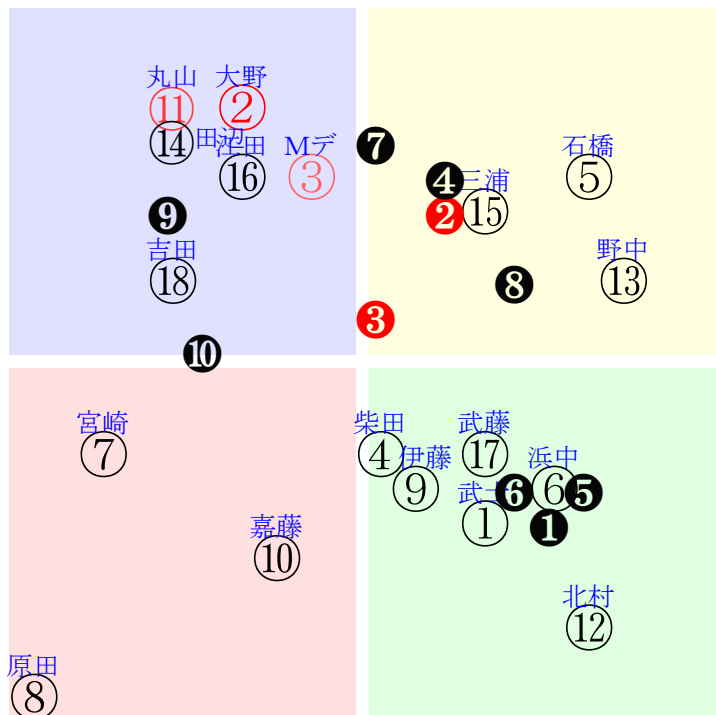 丸山 大野
⑪ ②
⑭ 田辺 江田 Mデ
⑯ ③
❾
吉田
⑱
❿
❼ 石橋
❹ 三浦 ⑤
❷ ⑮
野中
❽ ⑬
❸
宮崎
⑦
嘉藤
⑩
原田
⑧
柴田 武藤
④ 伊藤 ⑰ 浜中
⑨ 武士 ❻ ⑥ ❺
① ❶
北村
⑫